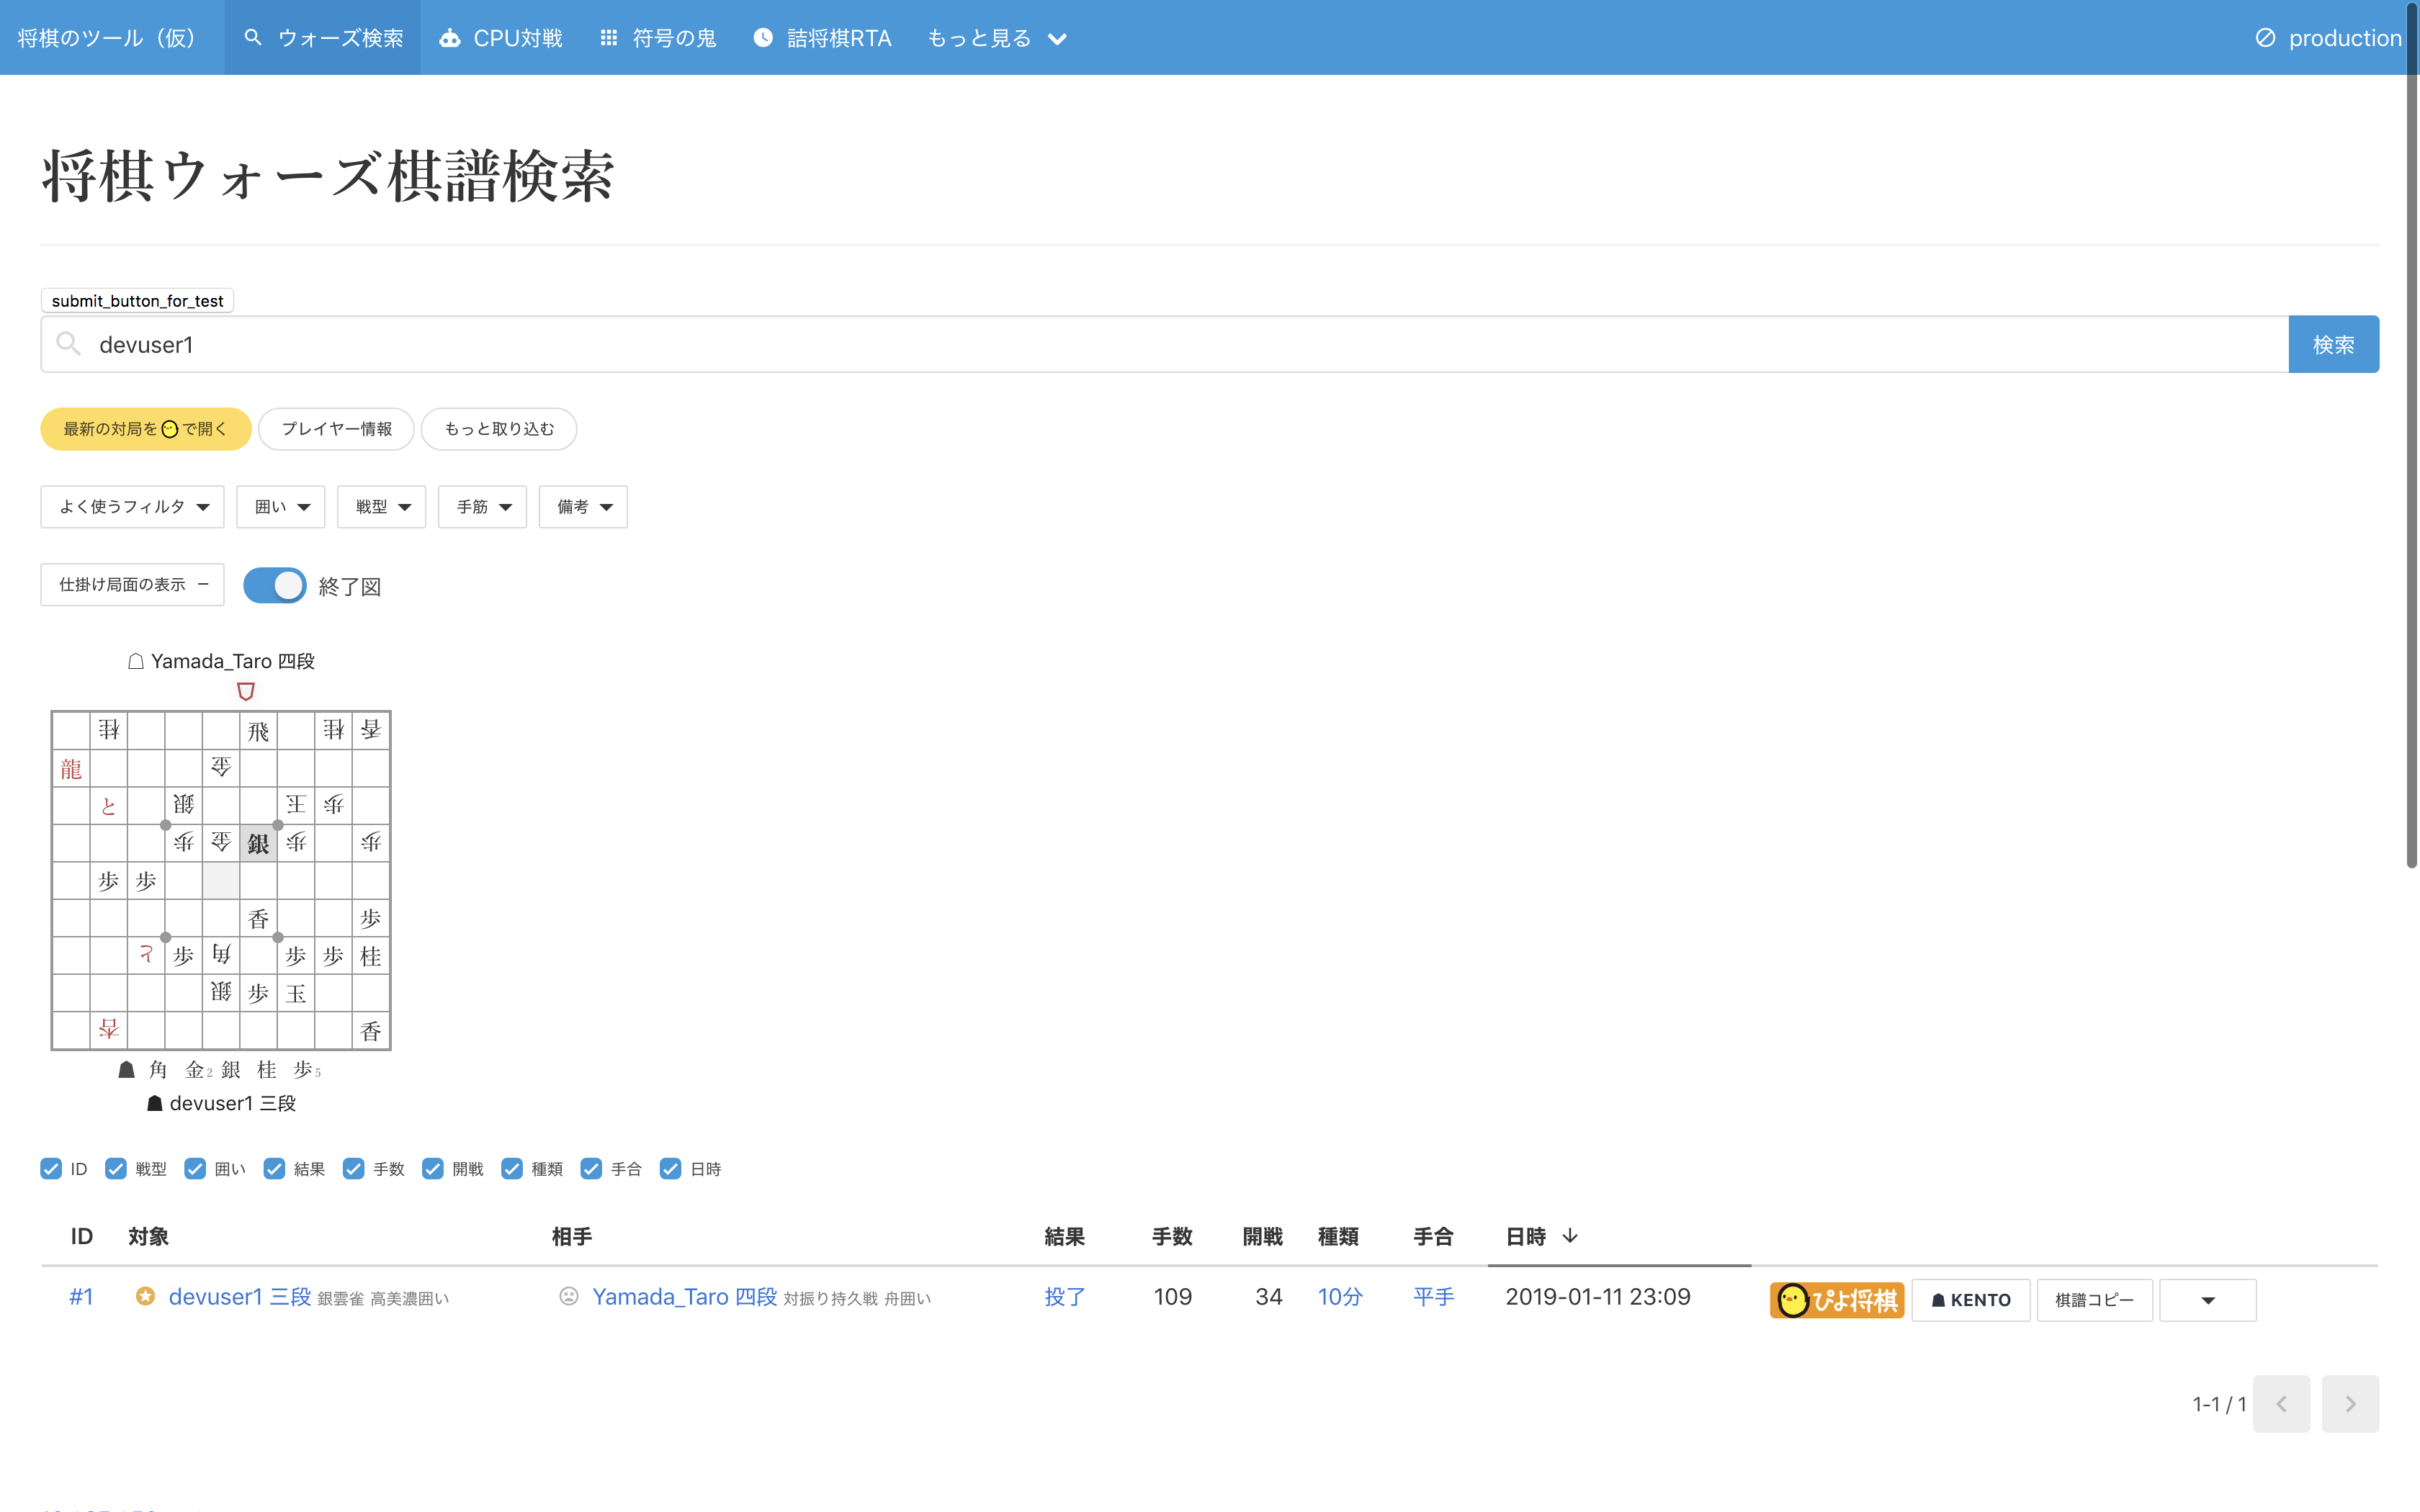 将棋のツール（仮） ウォーズ検索 CPU対戦 符号の鬼 詰将棋RTA もっと見る production
将棋ウォーズ棋譜検索
submit_button_for_test
devuser1 検索
最新の対局を で開く プレイヤー情報 もっと取り込む
よく使うフィルタ 囲い 戦型 手筋 備考
仕掛け局面の表示 − 終了図
☖ Yamada_Taro 四段
桂 飛 桂 香
龍 金
と 銀 王 歩
歩 金 銀 歩 歩
歩 歩
香 歩
と 歩 角 歩 歩 桂
銀 歩 玉
杏 香
☗ 角 金2 銀 桂 歩5
☗ devuser1 三段
ID 戦型 囲い 結果 手数 開戦 種類 手合 日時
ID 対象 相手 結果 手数 開戦 種類 手合 日時
#1 devuser1 三段 銀雲雀 高美濃囲い Yamada_Taro 四段 対振り持久戦 舟囲い 投了 109 34 10分 平手 2019-01-11 23:09 ぴよ将棋 ☗ KENTO 棋譜コピー
1-1 / 1